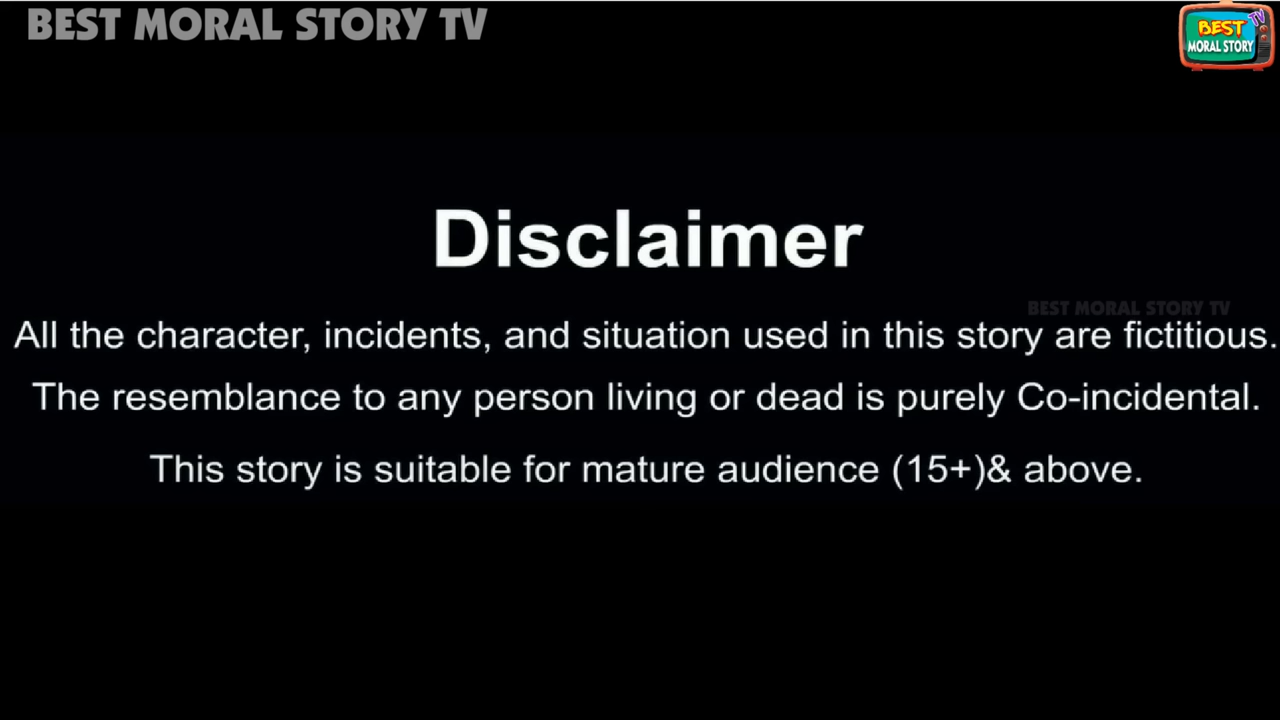 BEST MORAL STORY TV
BEST TV
MORAL STORY
Disclaimer
BEST MORAL STORY TV
All the character, incidents, and situation used in this story are fictitious.
The resemblance to any person living or dead is purely Co-incidental.
This story is suitable for mature audience (15+)& above.